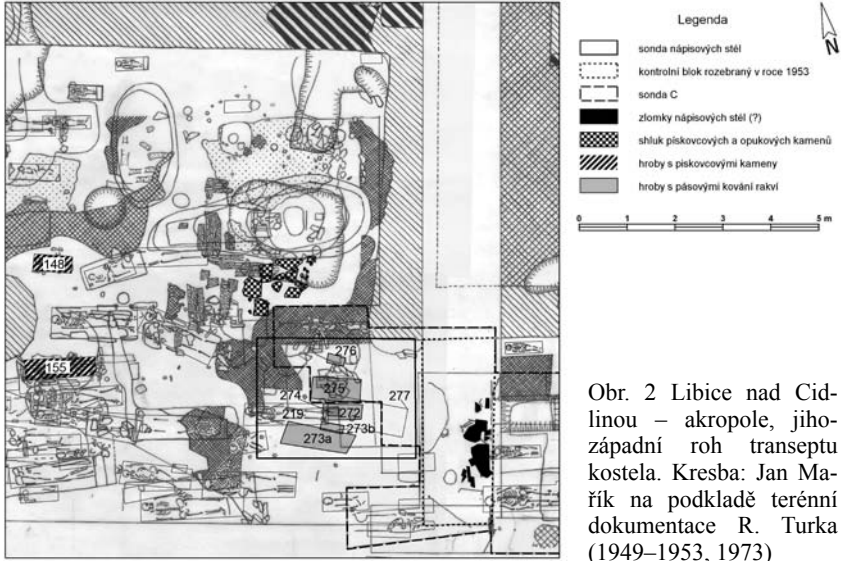 Legenda
N
sonda nápisových stél
kontrolní blok rozebraný v roce 1953
sonda C
zlomky nápisových stél (?)
shluk pískovcových a opukových kamenů
hroby s pískovcovými kameny
hroby s pásovými kování rakví
0 1 2 3 4 5 m
148
155
276
275
274
277
219
272
273b
273a
Obr. 2 Libice nad Cid-
linou – akropole, jiho-
západní roh transeptu
kostela. Kresba: Jan Ma-
řík na podkladě terénní
dokumentace R. Turka
(1949–1953, 1973)